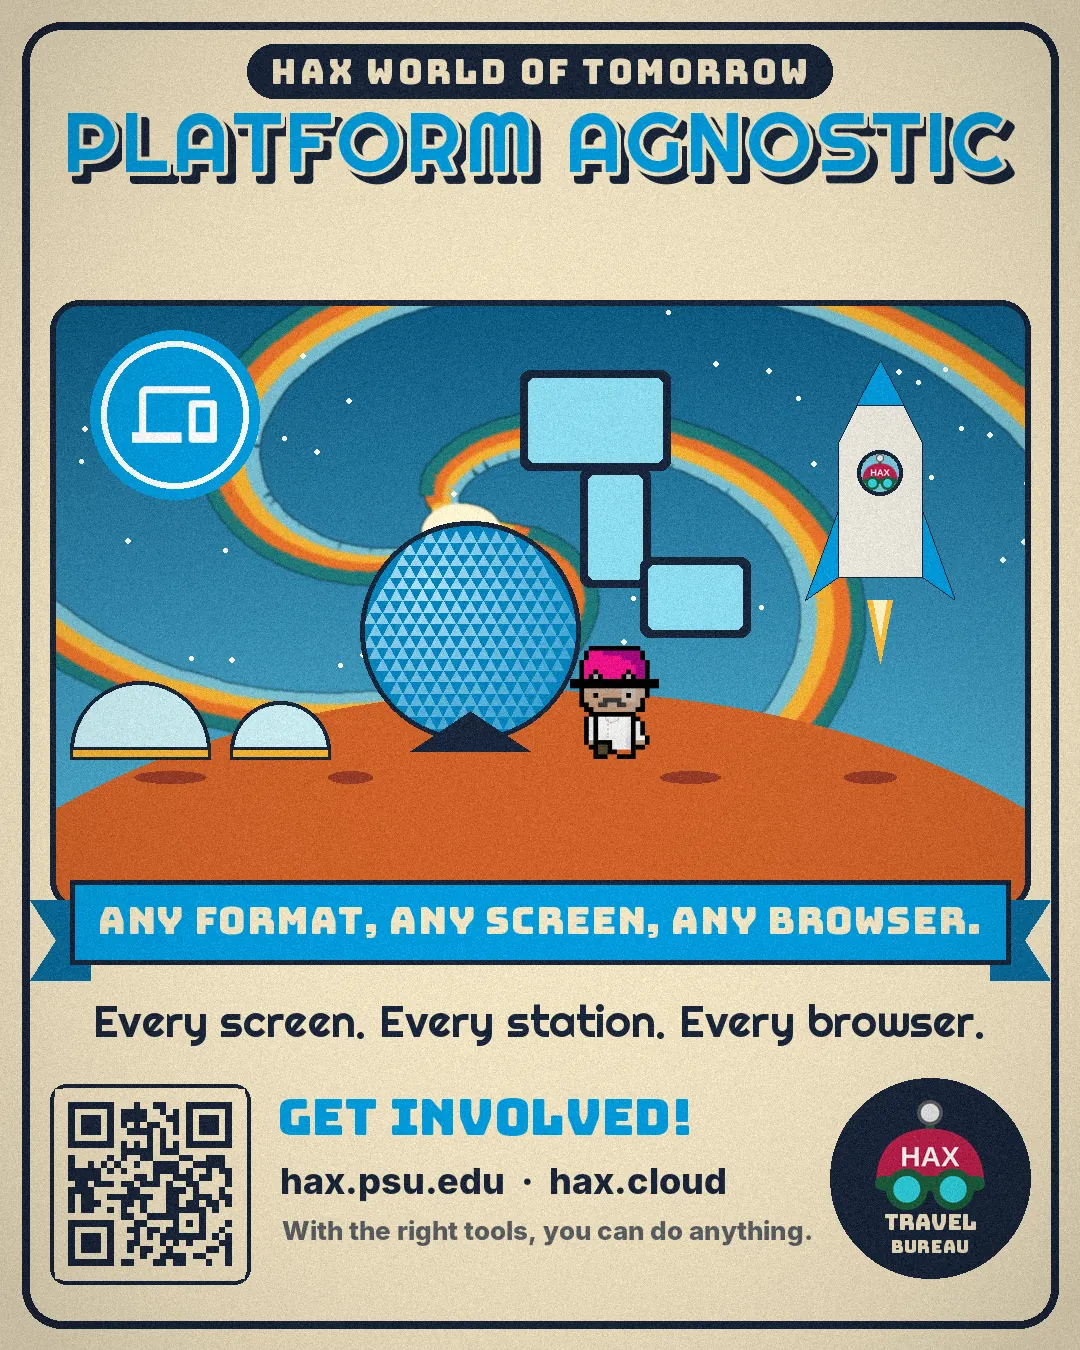 HAX WORLD OF TOMORROW
PLATFORM AGNOSTIC
HAX
ANY FORMAT, ANY SCREEN, ANY BROWSER.
Every screen. Every station. Every browser.
GET INVOLVED!
hax.psu.edu · hax.cloud
With the right tools, you can do anything.
HAX
TRAVEL
BUREAU